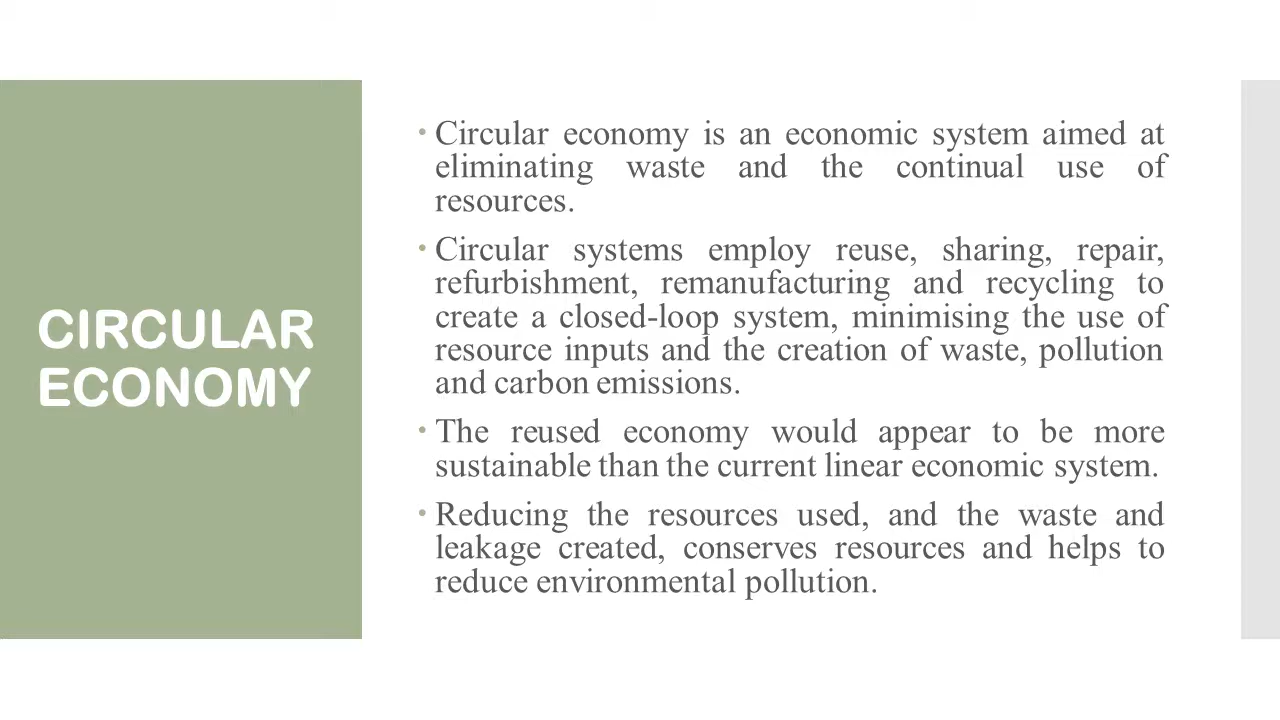 CIRCULAR
ECONOMY
• Circular economy is an economic system aimed at
eliminating waste and the continual use of
resources.
• Circular systems employ reuse, sharing, repair,
refurbishment, remanufacturing and recycling to
create a closed-loop system, minimising the use of
resource inputs and the creation of waste, pollution
and carbon emissions.
• The reused economy would appear to be more
sustainable than the current linear economic system.
• Reducing the resources used, and the waste and
leakage created, conserves resources and helps to
reduce environmental pollution.